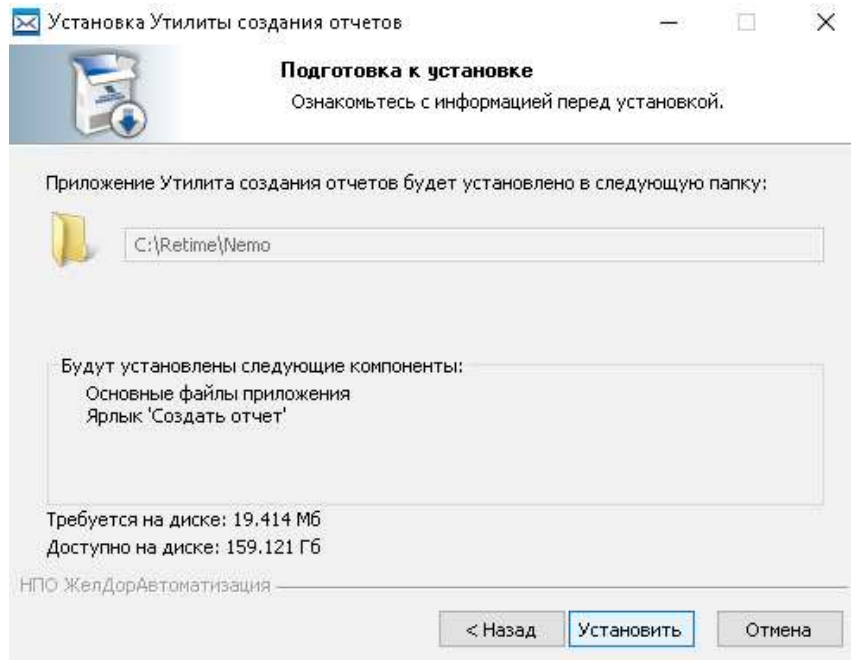 Установка Утилиты создания отчетов
Подготовка к установке
Ознакомьтесь с информацией перед установкой.
Приложение Утилита создания отчетов будет установлено в следующую папку:
C:\Retime\Nemo
Будут установлены следующие компоненты:
Основные файлы приложения
Ярлык 'Создать отчет'
Требуется на диске: 19.414 Мб
Доступно на диске: 159.121 Гб
НПО ЖелДорАвтоматизация
< Назад Установить Отмена